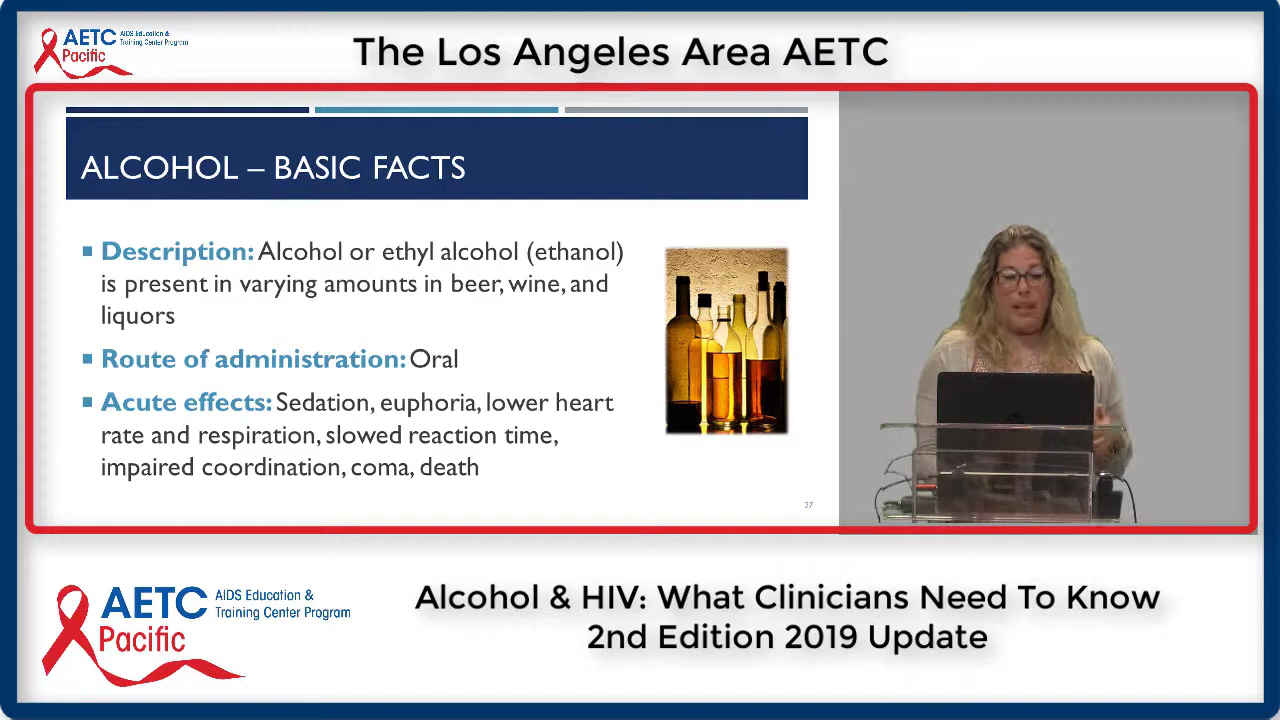 AETC
Pacific
AIDS Education &
Training Center Program
The Los Angeles Area AETC
ALCOHOL – BASIC FACTS
Description: Alcohol or ethyl alcohol (ethanol)
is present in varying amounts in beer, wine, and
liquors
Route of administration: Oral
Acute effects: Sedation, euphoria, lower heart
rate and respiration, slowed reaction time,
impaired coordination, coma, death
27
AETC
Pacific
AIDS Education &
Training Center Program
Alcohol & HIV: What Clinicians Need To Know
2nd Edition 2019 Update